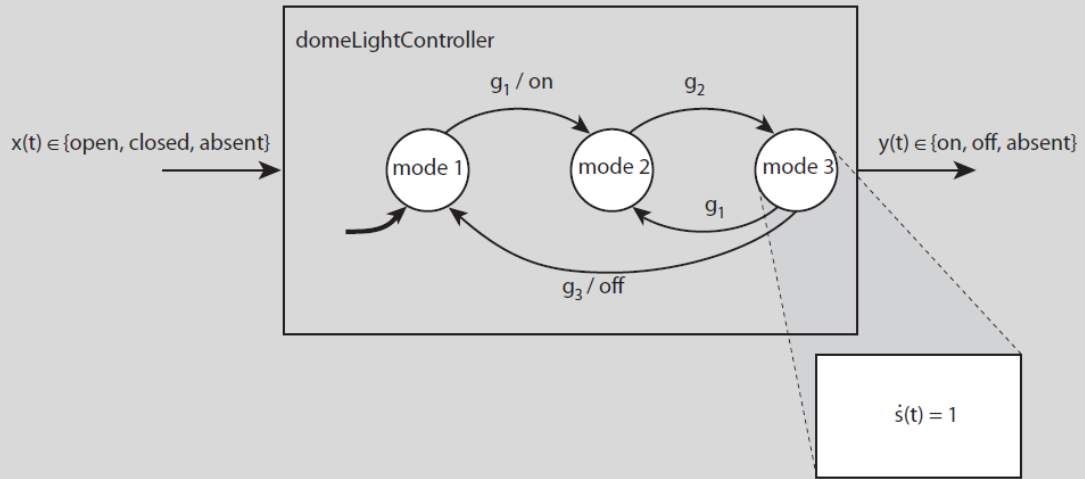 domeLightController
g₁ / on
g₂
x(t) ∈ {open, closed, absent}
y(t) ∈ {on, off, absent}
mode 1
mode 2
mode 3
g₁
g₃ / off
ṡ(t) = 1